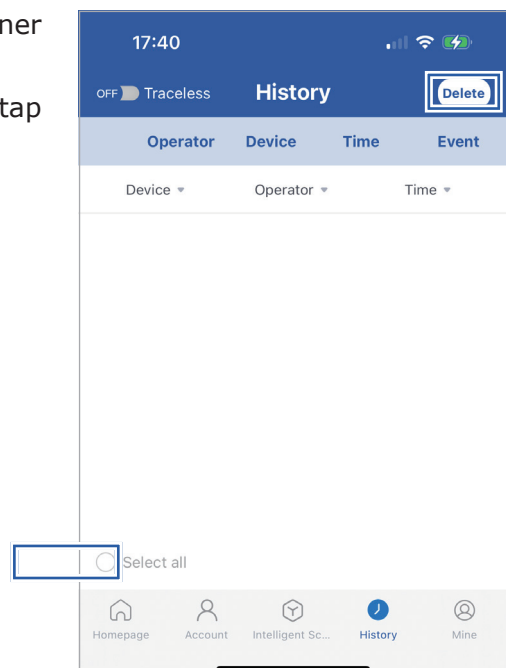 ner
tap
17:40
OFF Traceless History Delete
Operator Device Time Event
Device Operator Time
Select all
Homepage Account Intelligent Sc... History Mine